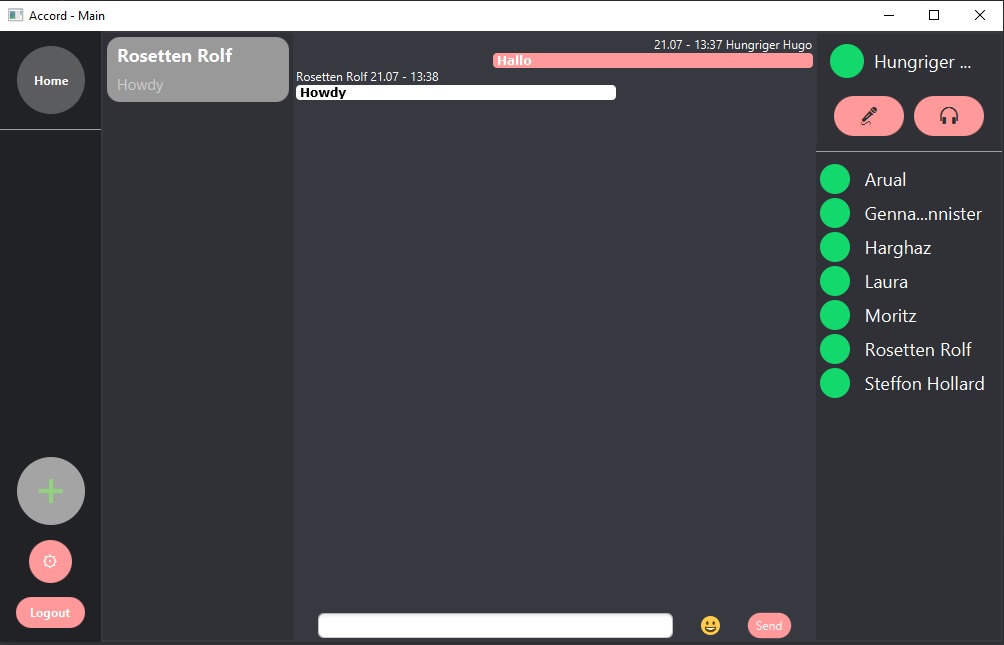 Accord - Main
Home
Rosetten Rolf
Howdy
21.07 - 13:37 Hungriger Hugo
Hallo
Rosetten Rolf 21.07 - 13:38
Howdy
Hungriger ...
Arual
Genna...nnister
Harghaz
Laura
Moritz
Rosetten Rolf
Steffon Hollard
Logout
Send